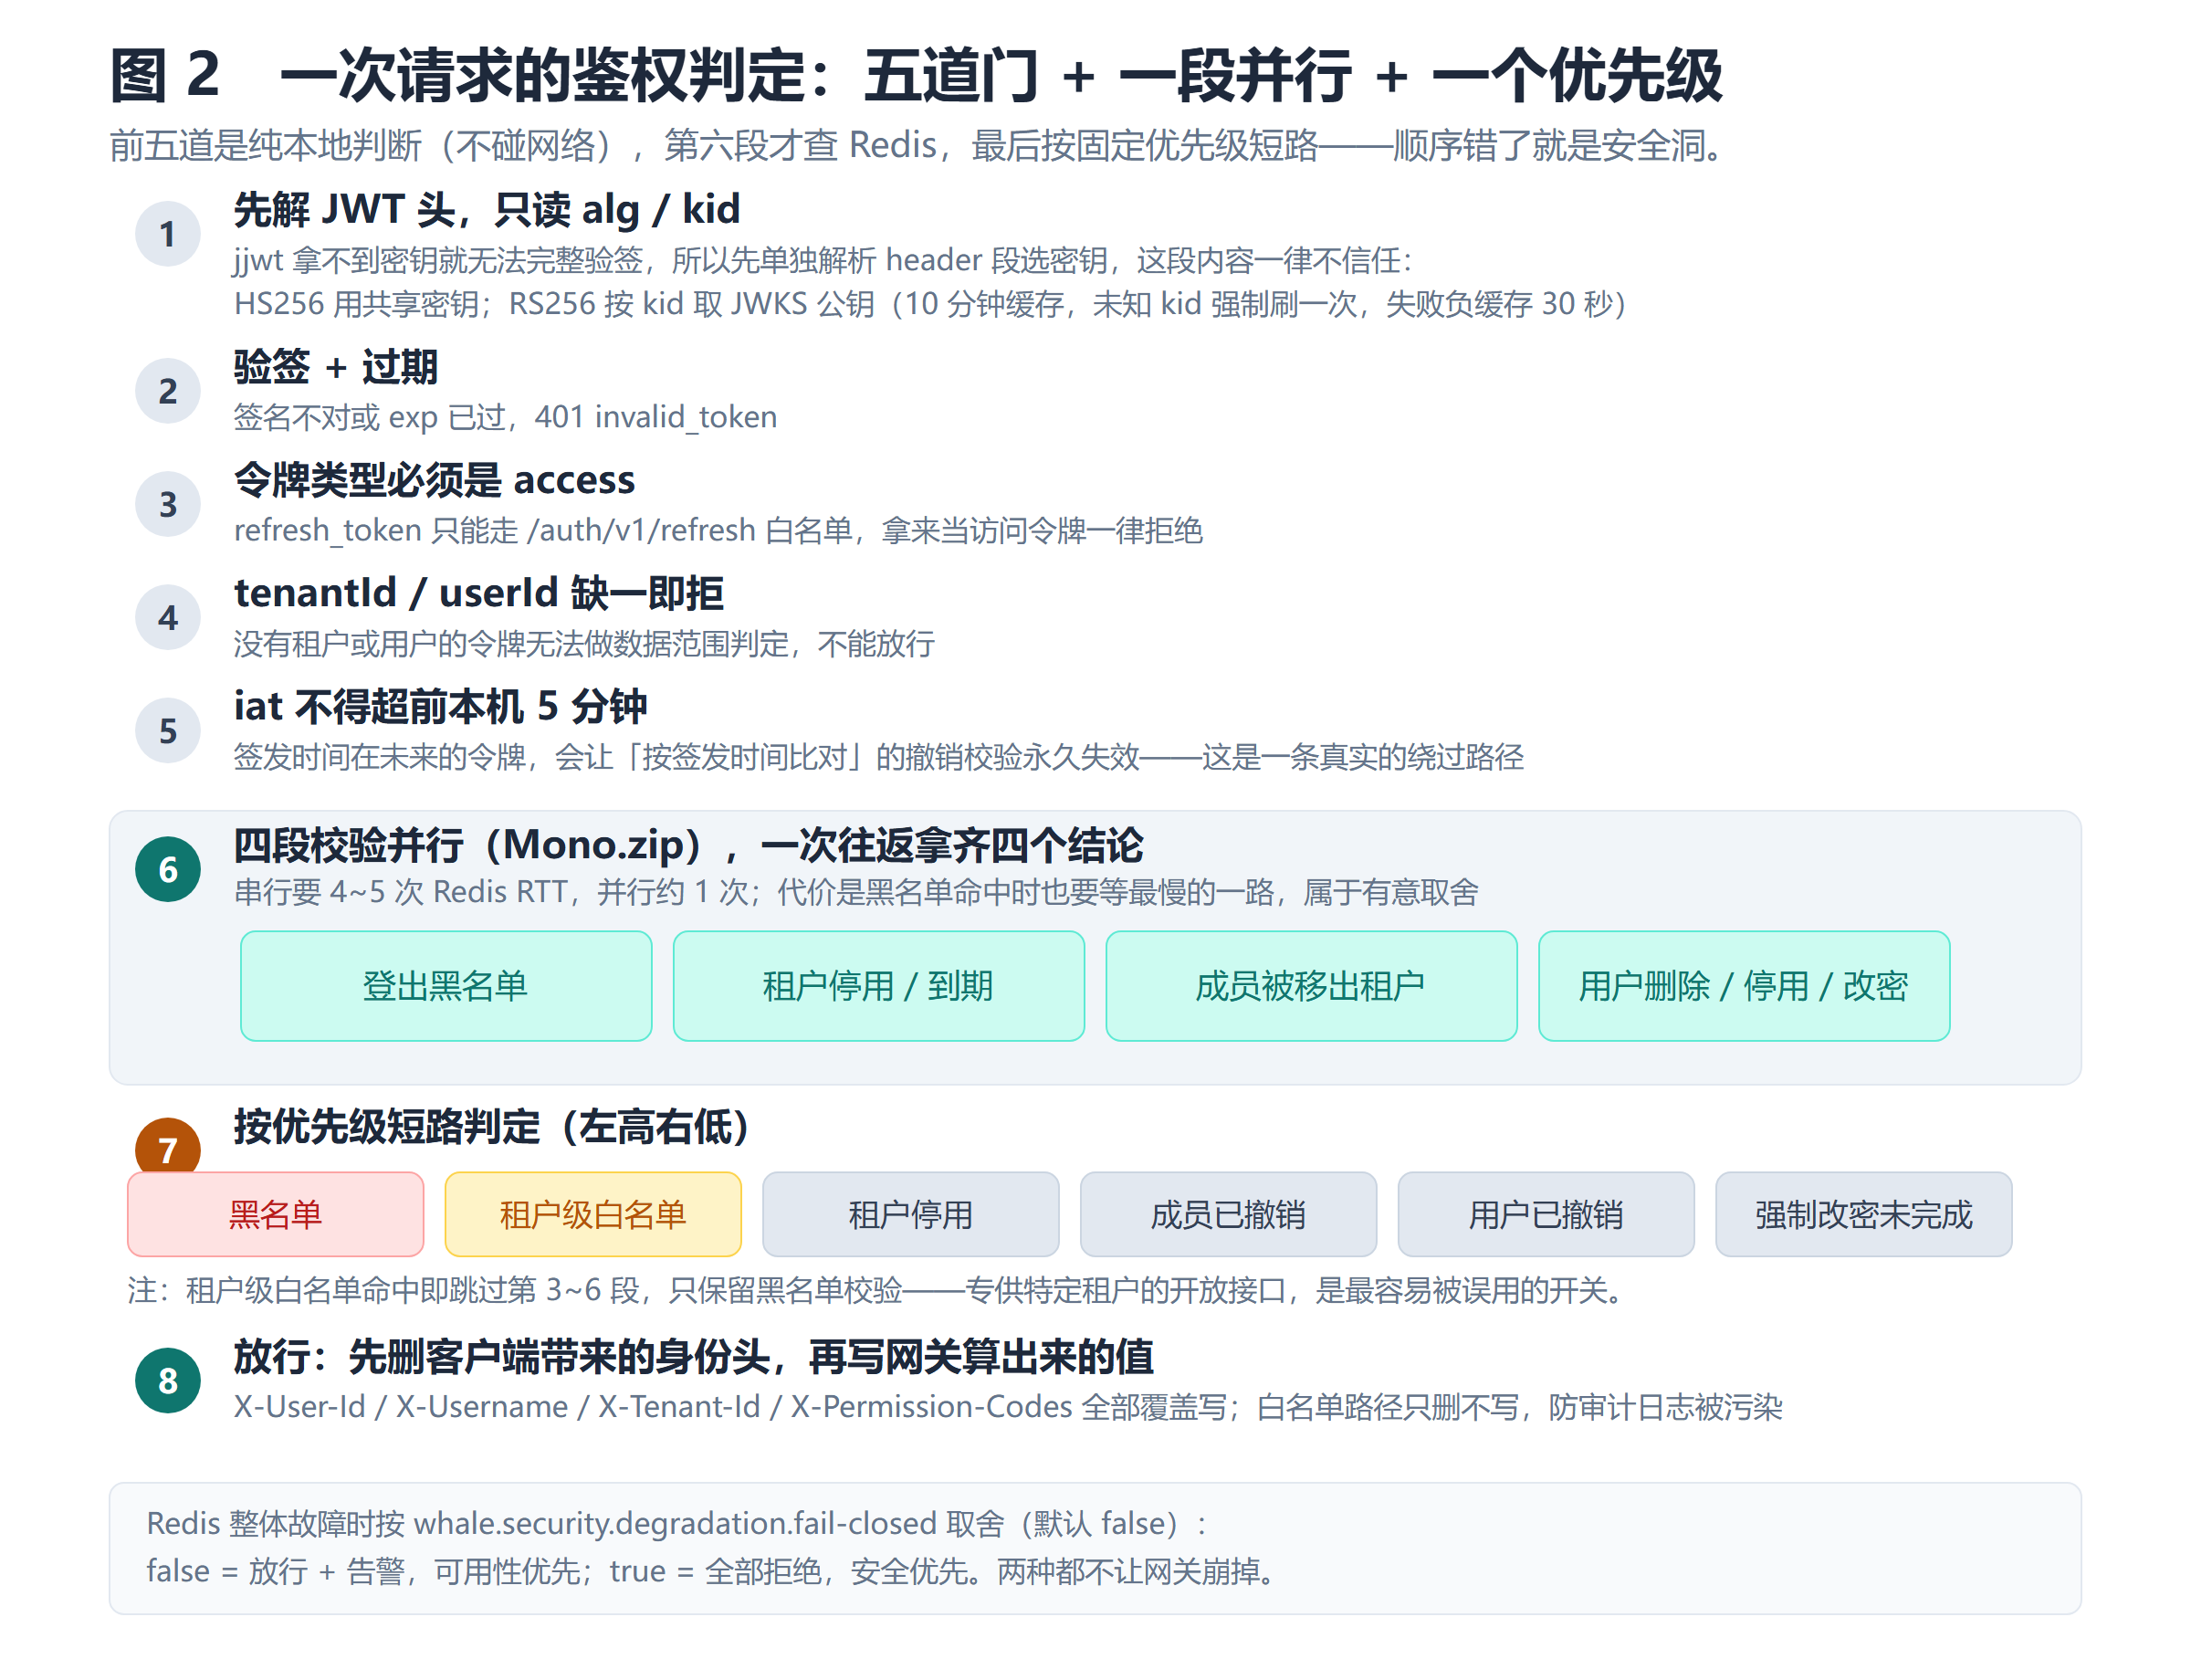 图 2　一次请求的鉴权判定：五道门 + 一段并行 + 一个优先级
前五道是纯本地判断（不碰网络），第六段才查 Redis，最后按固定优先级短路——顺序错了就是安全洞。
1
先解 JWT 头，只读 alg / kid
jjwt 拿不到密钥就无法完整验签，所以先单独解析 header 段选密钥，这段内容一律不信任：
HS256 用共享密钥；RS256 按 kid 取 JWKS 公钥（10 分钟缓存，未知 kid 强制刷一次，失败负缓存 30 秒）
2
验签 + 过期
签名不对或 exp 已过，401 invalid_token
3
令牌类型必须是 access
refresh_token 只能走 /auth/v1/refresh 白名单，拿来当访问令牌一律拒绝
4
tenantId / userId 缺一即拒
没有租户或用户的令牌无法做数据范围判定，不能放行
5
iat 不得超前本机 5 分钟
签发时间在未来的令牌，会让「按签发时间比对」的撤销校验永久失效——这是一条真实的绕过路径
6
四段校验并行（Mono.zip），一次往返拿齐四个结论
串行要 4~5 次 Redis RTT，并行约 1 次；代价是黑名单命中时也要等最慢的一路，属于有意取舍
登出黑名单
租户停用 / 到期
成员被移出租户
用户删除 / 停用 / 改密
7
按优先级短路判定（左高右低）
黑名单
租户级白名单
租户停用
成员已撤销
用户已撤销
强制改密未完成
注：租户级白名单命中即跳过第 3~6 段，只保留黑名单校验——专供特定租户的开放接口，是最容易被误用的开关。
8
放行：先删客户端带来的身份头，再写网关算出来的值
X-User-Id / X-Username / X-Tenant-Id / X-Permission-Codes 全部覆盖写；白名单路径只删不写，防审计日志被污染
Redis 整体故障时按 whale.security.degradation.fail-closed 取舍（默认 false）：
false = 放行 + 告警，可用性优先；true = 全部拒绝，安全优先。两种都不让网关崩掉。